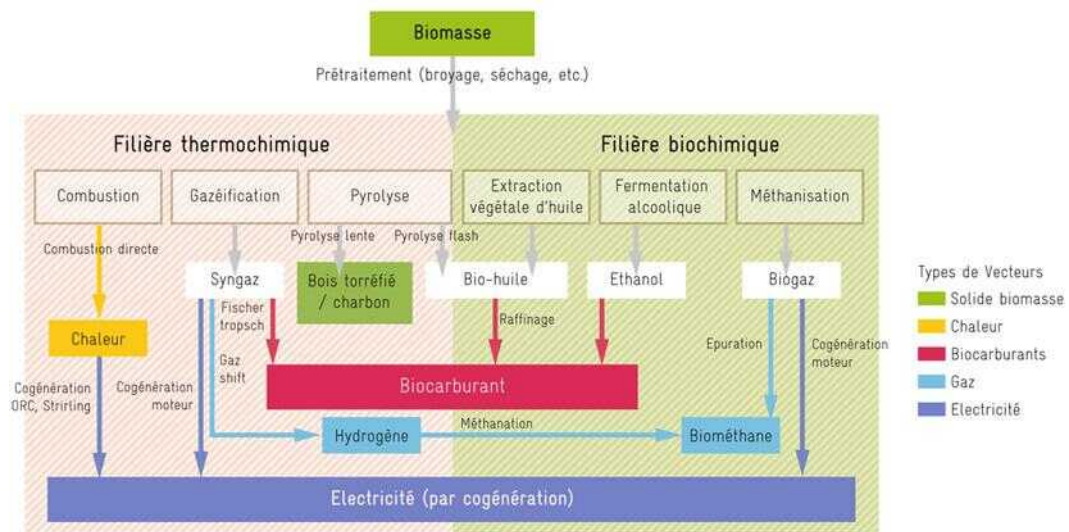 Biomasse
Prétraitement (broyage, séchage, etc.)
Filière thermochimique
Filière biochimique
Combustion
Gazéification
Pyrolyse
Extraction
végétale d'huile
Fermentation
alcoolique
Méthanisation
Combustion directe
Pyrolyse lente
Pyrolyse flash
Syngaz
Bois torréfié
/ charbon
Bio-huile
Ethanol
Biogaz
Types de Vecteurs
Solide biomasse
Chaleur
Biocarburants
Gaz
Electricité
Fischer
tropsch
Raffinage
Chaleur
Gaz
shift
Epuration
Cogénération
moteur
Cogénération
ORC, Strirling
Cogénération
moteur
Biocarburant
Hydrogène
Méthanation
Biométhane
Electricité (par cogénération)